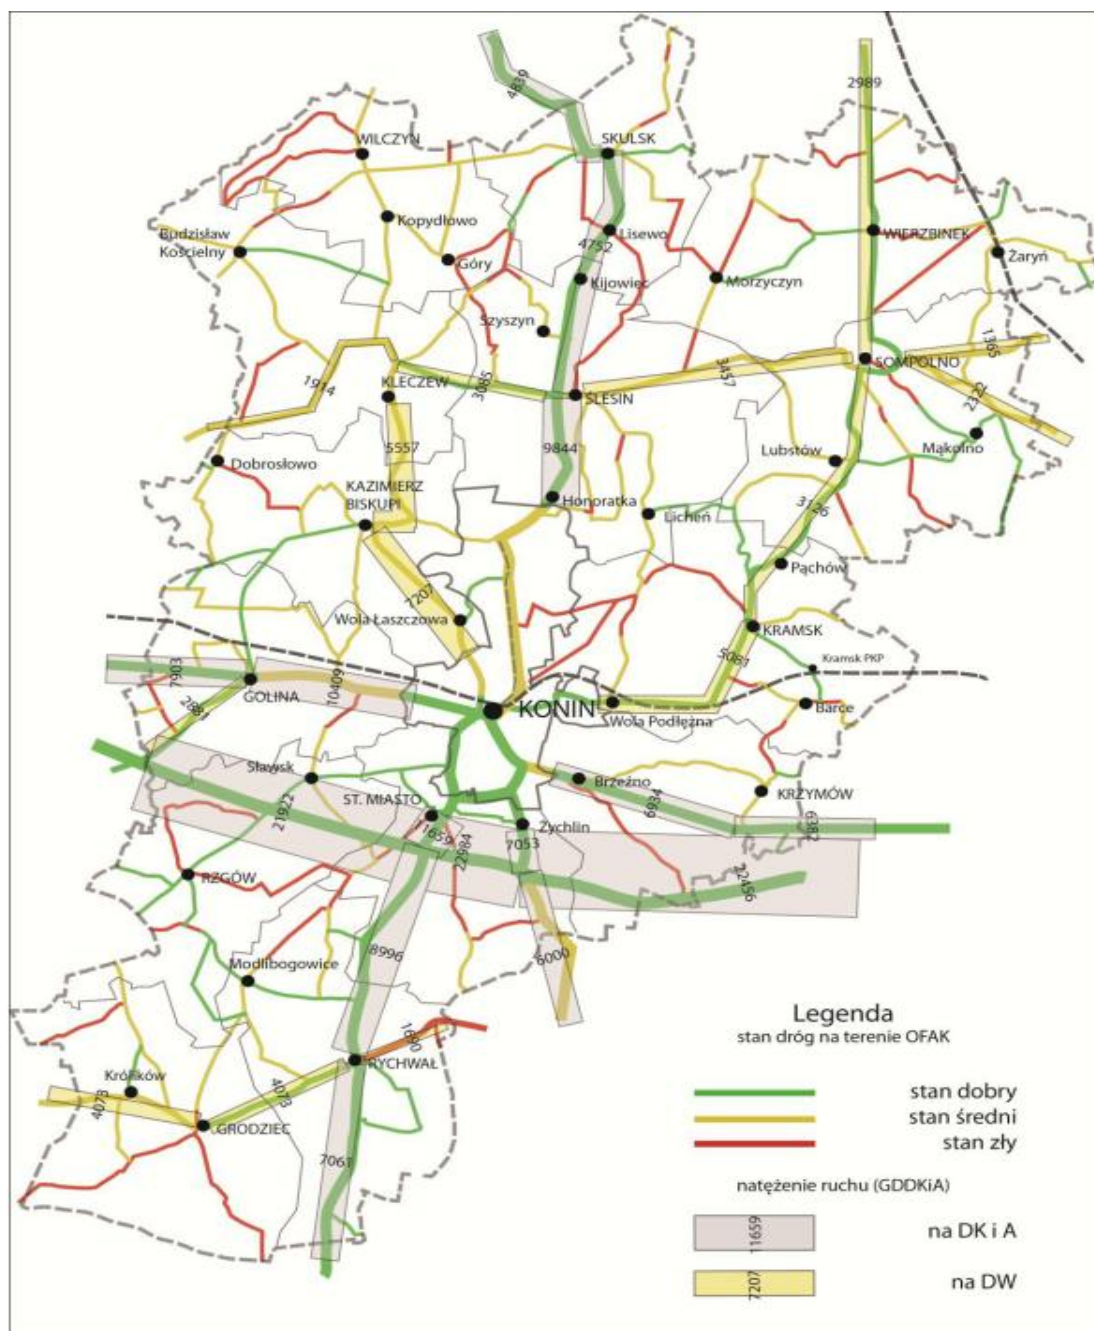 2989
4839
WILCZYN
SKULSK
Kopydłowo
Budzisław
Kościelny
Lisewo
WIERZBINEK
4752
Góry
Żaryń
Kijowiec
Morzyczyn
Szyszyn
1365
SOMPOLNO
3457
1914
KLECZEW
3085
ŚLESIN
2322
5557
9844
Lubstów
Mąkolno
Dobrosłowo
KAZIMIERZ
BISKUPI
Honoratka
3126
Licheń
Pąchów
7207
Wola Łaszczowa
KRAMSK
5081
Kramsk PKP
7903
GOLINA
10409
2881
KONIN
Wola Podłężna
Barce
Sławsk
Brzeźno
KRZYMÓW
6934
ST. MIASTO
21922
11659
22984
Żychlin
7053
6382
RZGÓW
22456
8996
6000
Modlibogowice
Legenda
stan dróg na terenie OFAK
1690
RYCHWAŁ
Królików
4073
4073
GRODZIEC
stan dobry
stan średni
stan zły
7061
natężenie ruchu (GDDKiA)
11659
na DK i A
7207
na DW